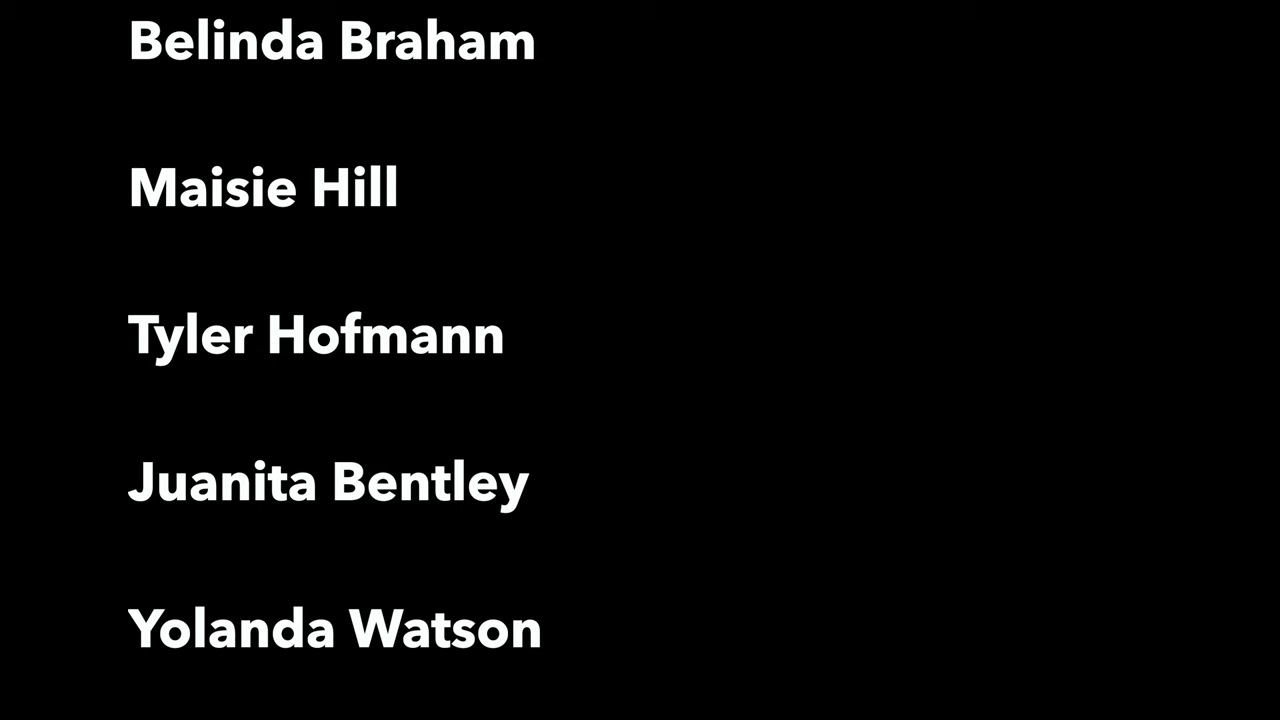 Belinda Braham
Maisie Hill
Tyler Hofmann
Juanita Bentley
Yolanda Watson